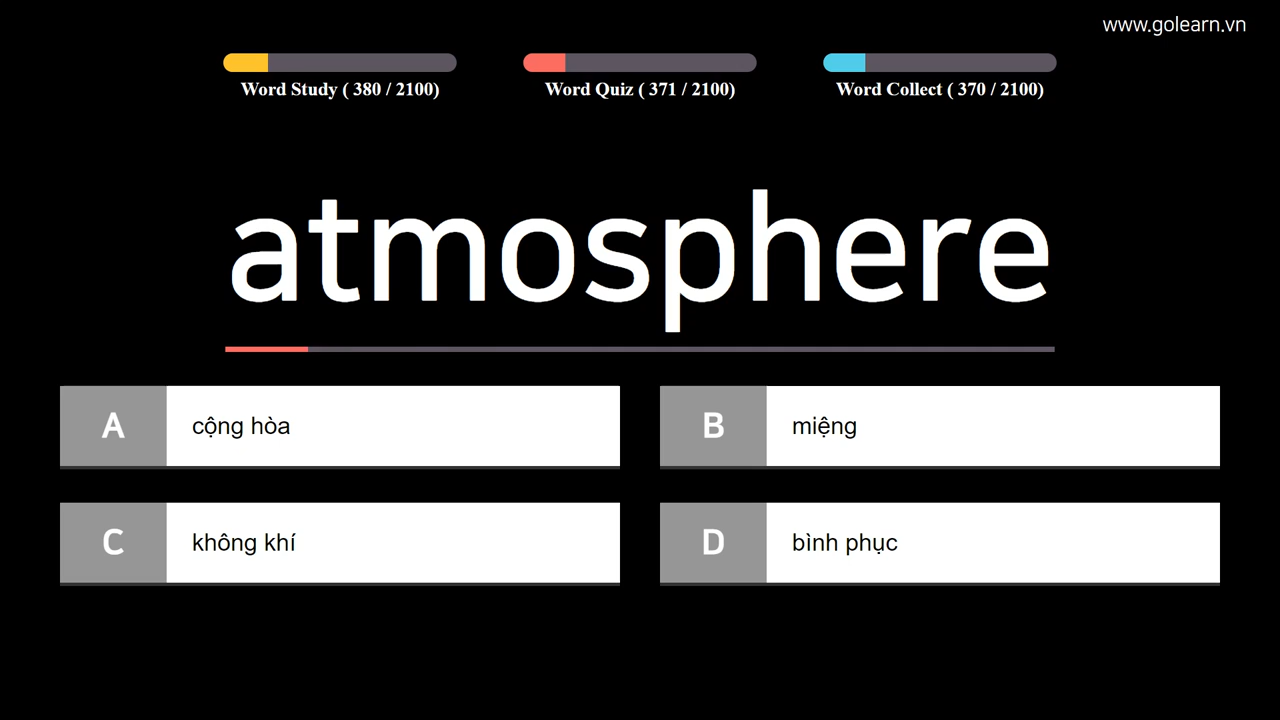 www.golearn.vn
Word Study ( 380 / 2100)
Word Quiz ( 371 / 2100)
Word Collect ( 370 / 2100)
atmosphere
A cộng hòa
B miệng
C không khí
D bình phục